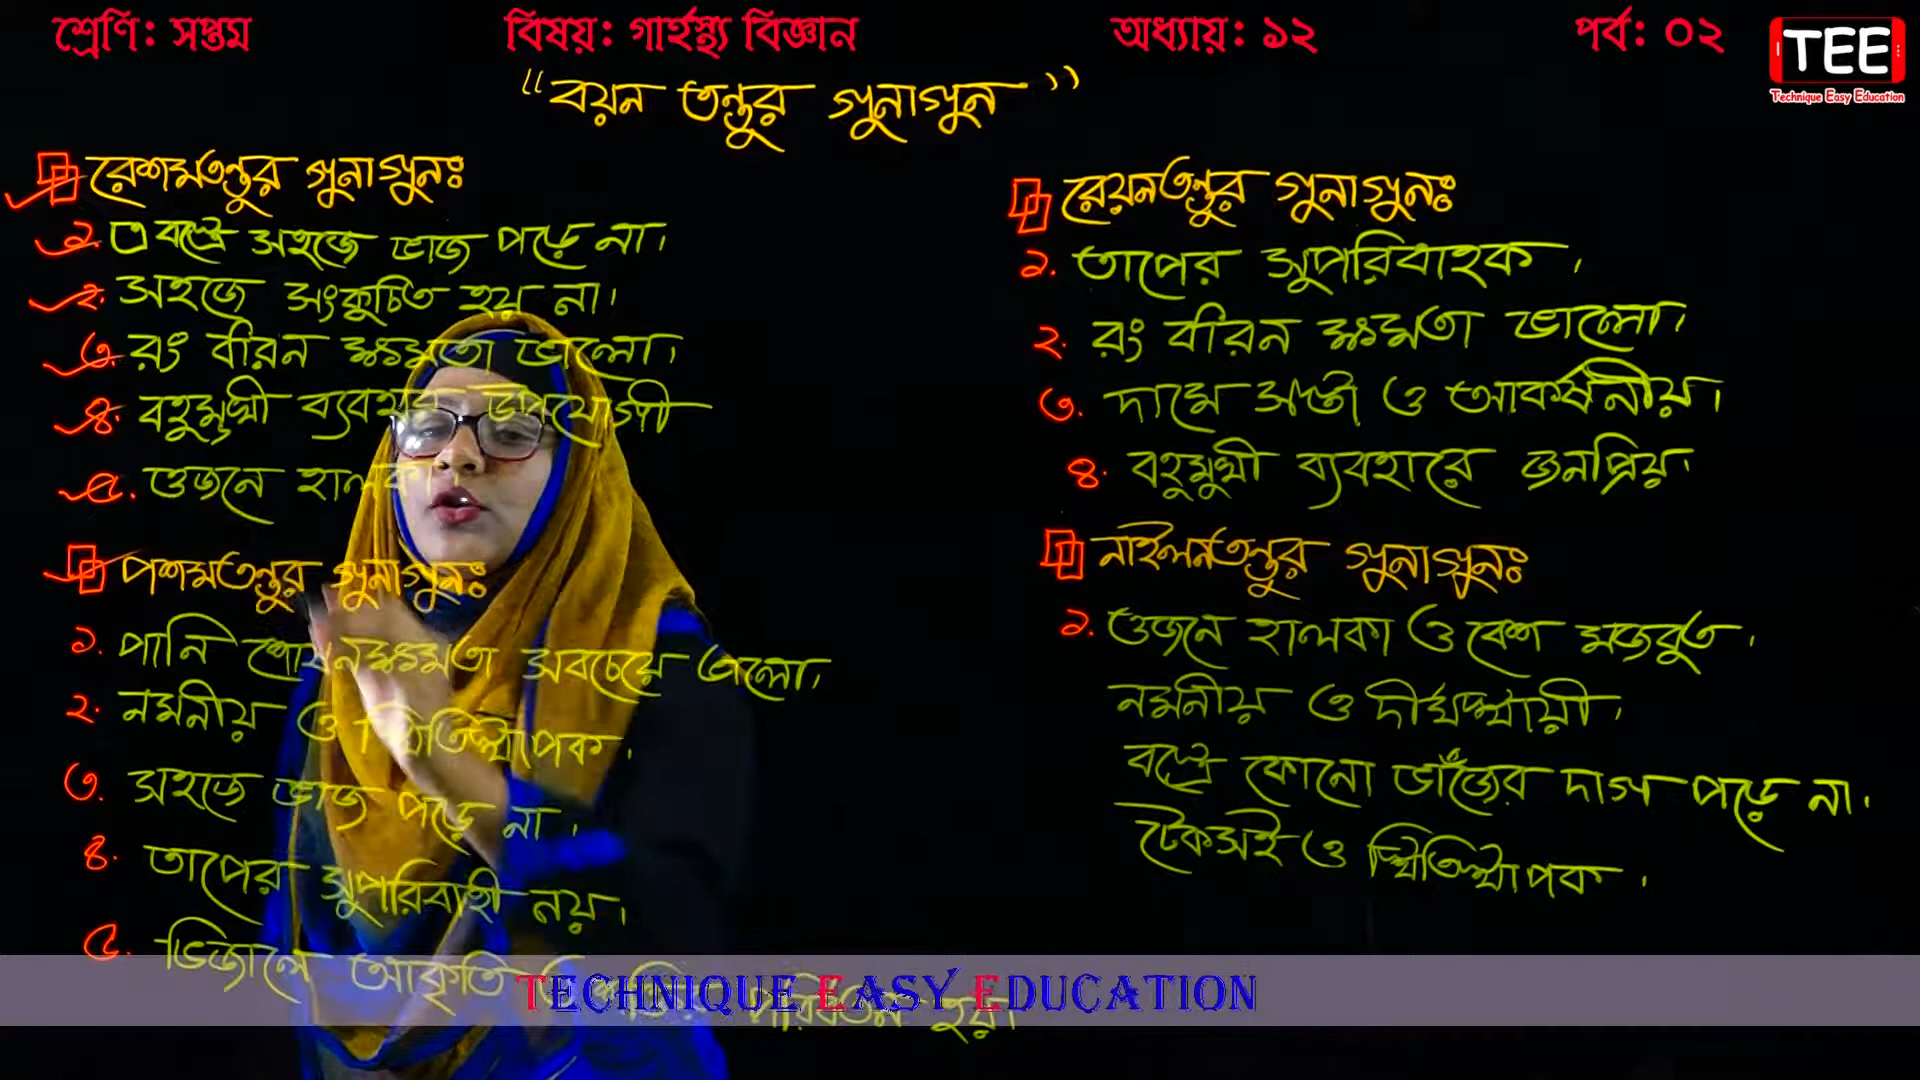 শ্রেণি: সপ্তম
বিষয়: গার্হস্থ্য বিজ্ঞান
অধ্যায়: ১২
পর্ব: ০২
TEE
Technique Easy Education
“বয়ন তন্তুর গুনাগুন”
রেশমতন্তুর গুনাগুনঃ
১. বস্ত্রে সহজে ভাজ পড়ে না।
২. সহজে সংকুচিত হয় না।
৩. রং ধারন ক্ষমতা ভালো।
৪. বহুমুখী ব্যবহার উপযোগী
৫. ওজনে হালকা।
পশমতন্তুর গুনাগুনঃ
১. পানি শোষনক্ষমতা সবচেয়ে ভালো।
২. নমনীয় ও স্থিতিস্থাপক।
৩. সহজে ভাজ পড়ে না।
৪. তাপের সুপরিবাহী নয়।
৫. ভিজালে আকৃতি পরিবর্তন হয়।
রেয়নতন্তুর গুনাগুনঃ
১. তাপের সুপরিবাহক।
২. রং ধারন ক্ষমতা ভালো।
৩. দামে সস্তা ও আকর্ষনীয়।
৪. বহুমুখী ব্যবহারে জনপ্রিয়।
নাইলনতন্তুর গুনাগুনঃ
১. ওজনে হালকা ও বেশ মজবুত।
নমনীয় ও দীর্ঘস্থায়ী।
বস্ত্রে কোনো ভাঁজের দাগ পড়ে না।
টেকসই ও স্থিতিস্থাপক।
TECHNIQUE EASY EDUCATION